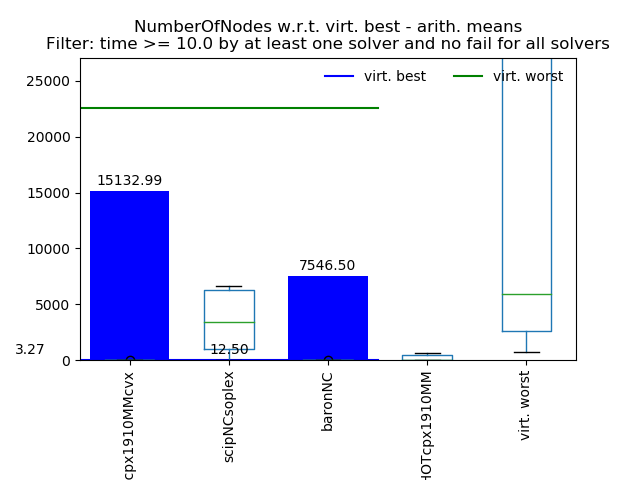 NumberOfNodes w.r.t. virt. best - arith. means
Filter: time >= 10.0 by at least one solver and no fail for all solvers
virt. best
virt. worst
25000
20000
15000
10000
5000
0
15132.99
7546.50
3.27
12.50
cpx1910MMcvx
scipNCsoplex
baronNC
HOTcpx1910MM
virt. worst